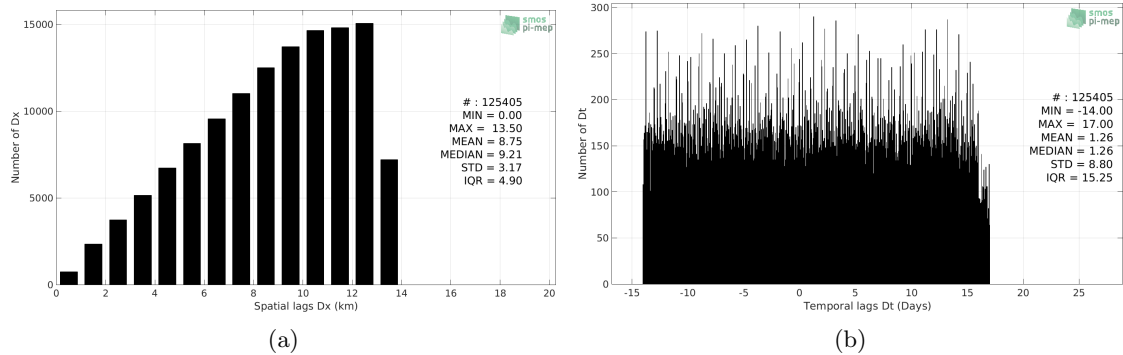 smos
pi-mep
15000
10000
5000
0
Number of Dx
# : 125405
MIN = 0.00
MAX = 13.50
MEAN = 8.75
MEDIAN = 9.21
STD = 3.17
IQR = 4.90
0 2 4 6 8 10 12 14 16 18 20
Spatial lags Dx (km)
(a)
smos
pi-mep
300
250
200
150
100
50
0
Number of Dt
# : 125405
MIN = -14.00
MAX = 17.00
MEAN = 1.26
MEDIAN = 1.26
STD = 8.80
IQR = 15.25
-15 -10 -5 0 5 10 15 20 25
Temporal lags Dt (Days)
(b)